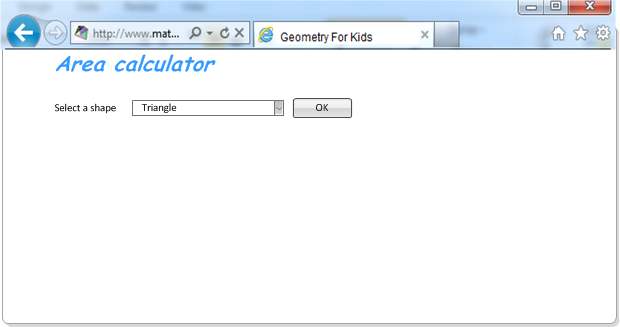 http://www.mat...
Geometry For Kids
Area calculator
Select a shape
Triangle
OK